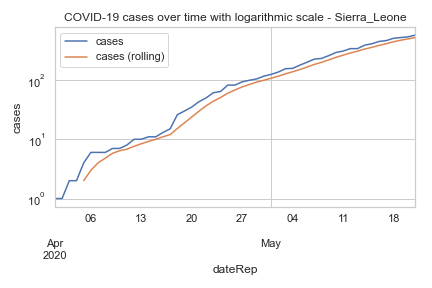 COVID-19 cases over time with logarithmic scale - Sierra_Leone
cases
cases (rolling)
10²
10¹
10⁰
cases
06 13 20 27 04 11 18
Apr May
2020
dateRep